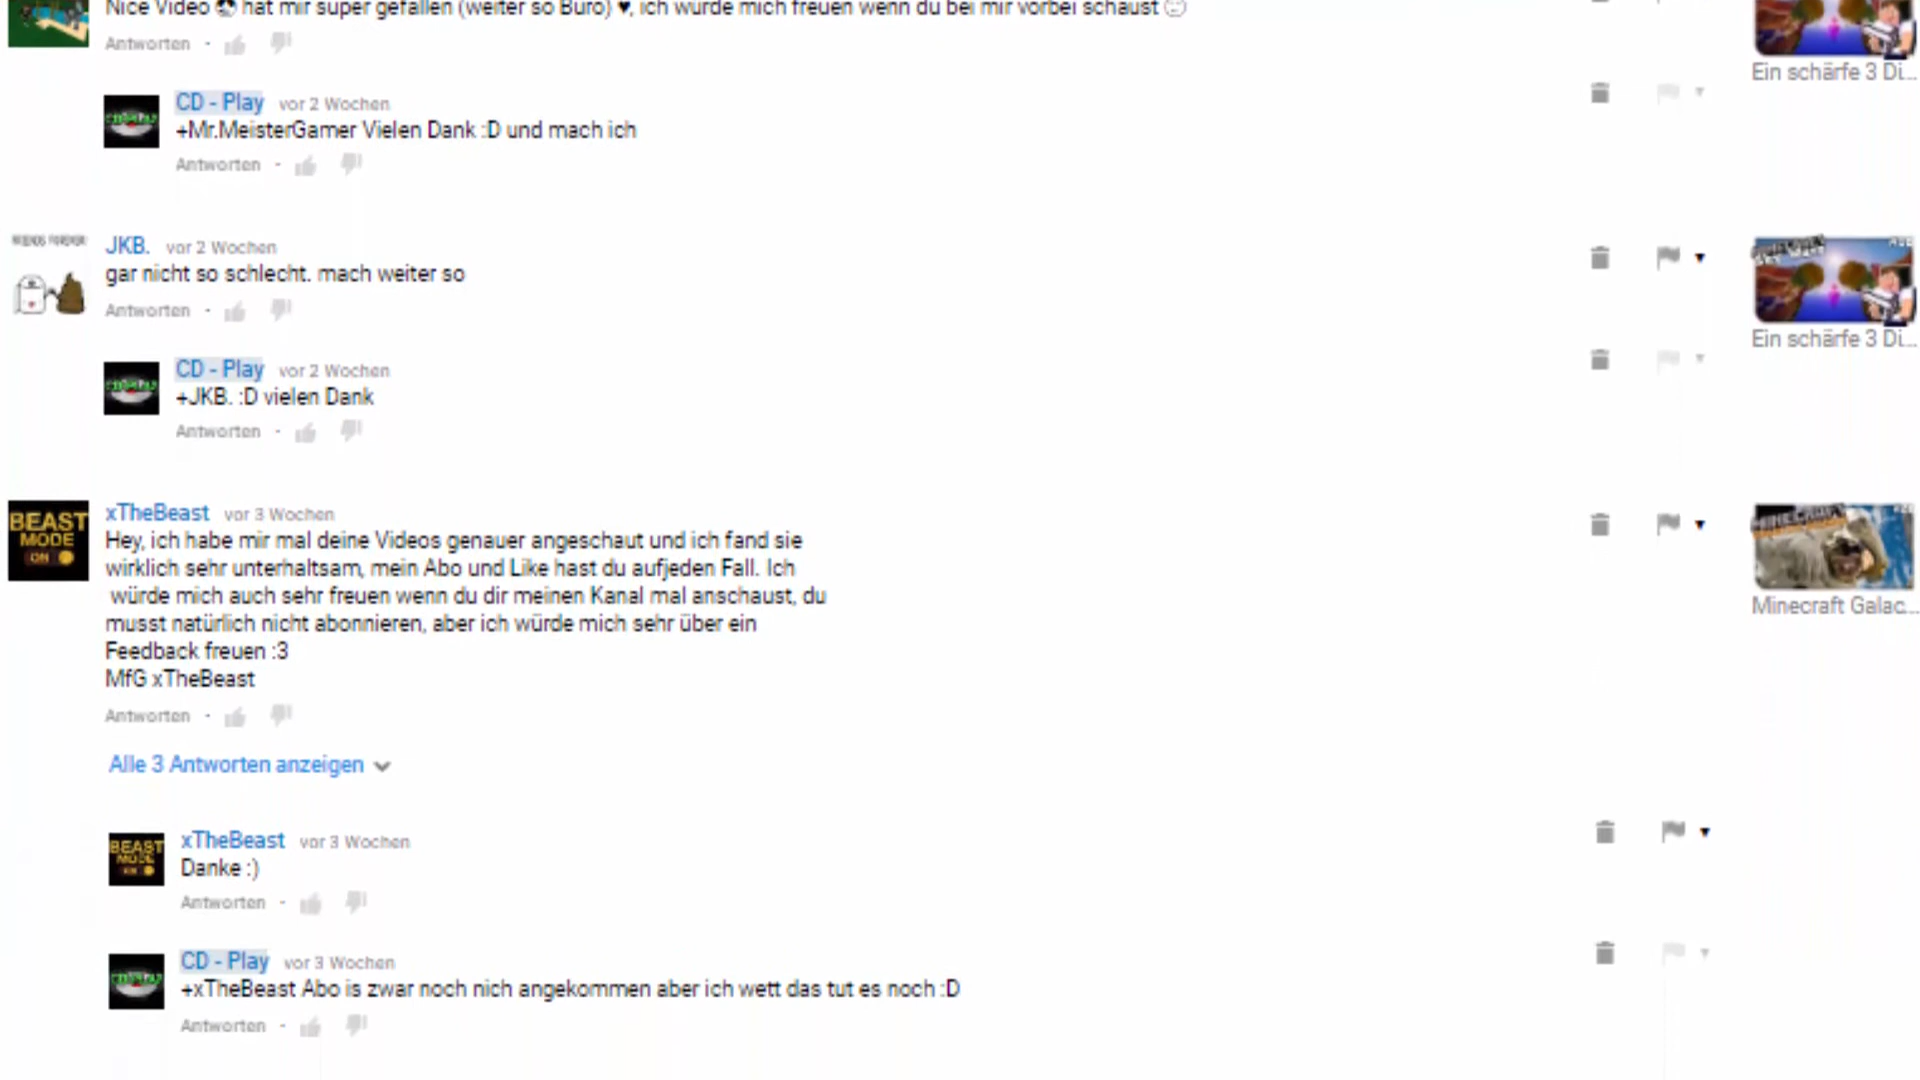 Nice Video hat mir super gefallen (weiter so Büro) ♥, ich würde mich freuen wenn du bei mir vorbei schaust
Antworten ·
Ein schärfe 3 Di...
CD - Play vor 2 Wochen
+Mr.MeisterGamer Vielen Dank :D und mach ich
Antworten ·
JKB. vor 2 Wochen
gar nicht so schlecht. mach weiter so
Antworten ·
Ein schärfe 3 Di...
CD - Play vor 2 Wochen
+JKB. :D vielen Dank
Antworten ·
BEAST
MODE
ON
xTheBeast vor 3 Wochen
Hey, ich habe mir mal deine Videos genauer angeschaut und ich fand sie
wirklich sehr unterhaltsam, mein Abo und Like hast du aufjeden Fall. Ich
würde mich auch sehr freuen wenn du dir meinen Kanal mal anschaust, du
musst natürlich nicht abonnieren, aber ich würde mich sehr über ein
Feedback freuen :3
MfG xTheBeast
Antworten ·
Minecraft Galac...
Alle 3 Antworten anzeigen
BEAST
MODE
ON
xTheBeast vor 3 Wochen
Danke :)
Antworten ·
CD - Play vor 3 Wochen
+xTheBeast Abo is zwar noch nich angekommen aber ich wett das tut es noch :D
Antworten ·